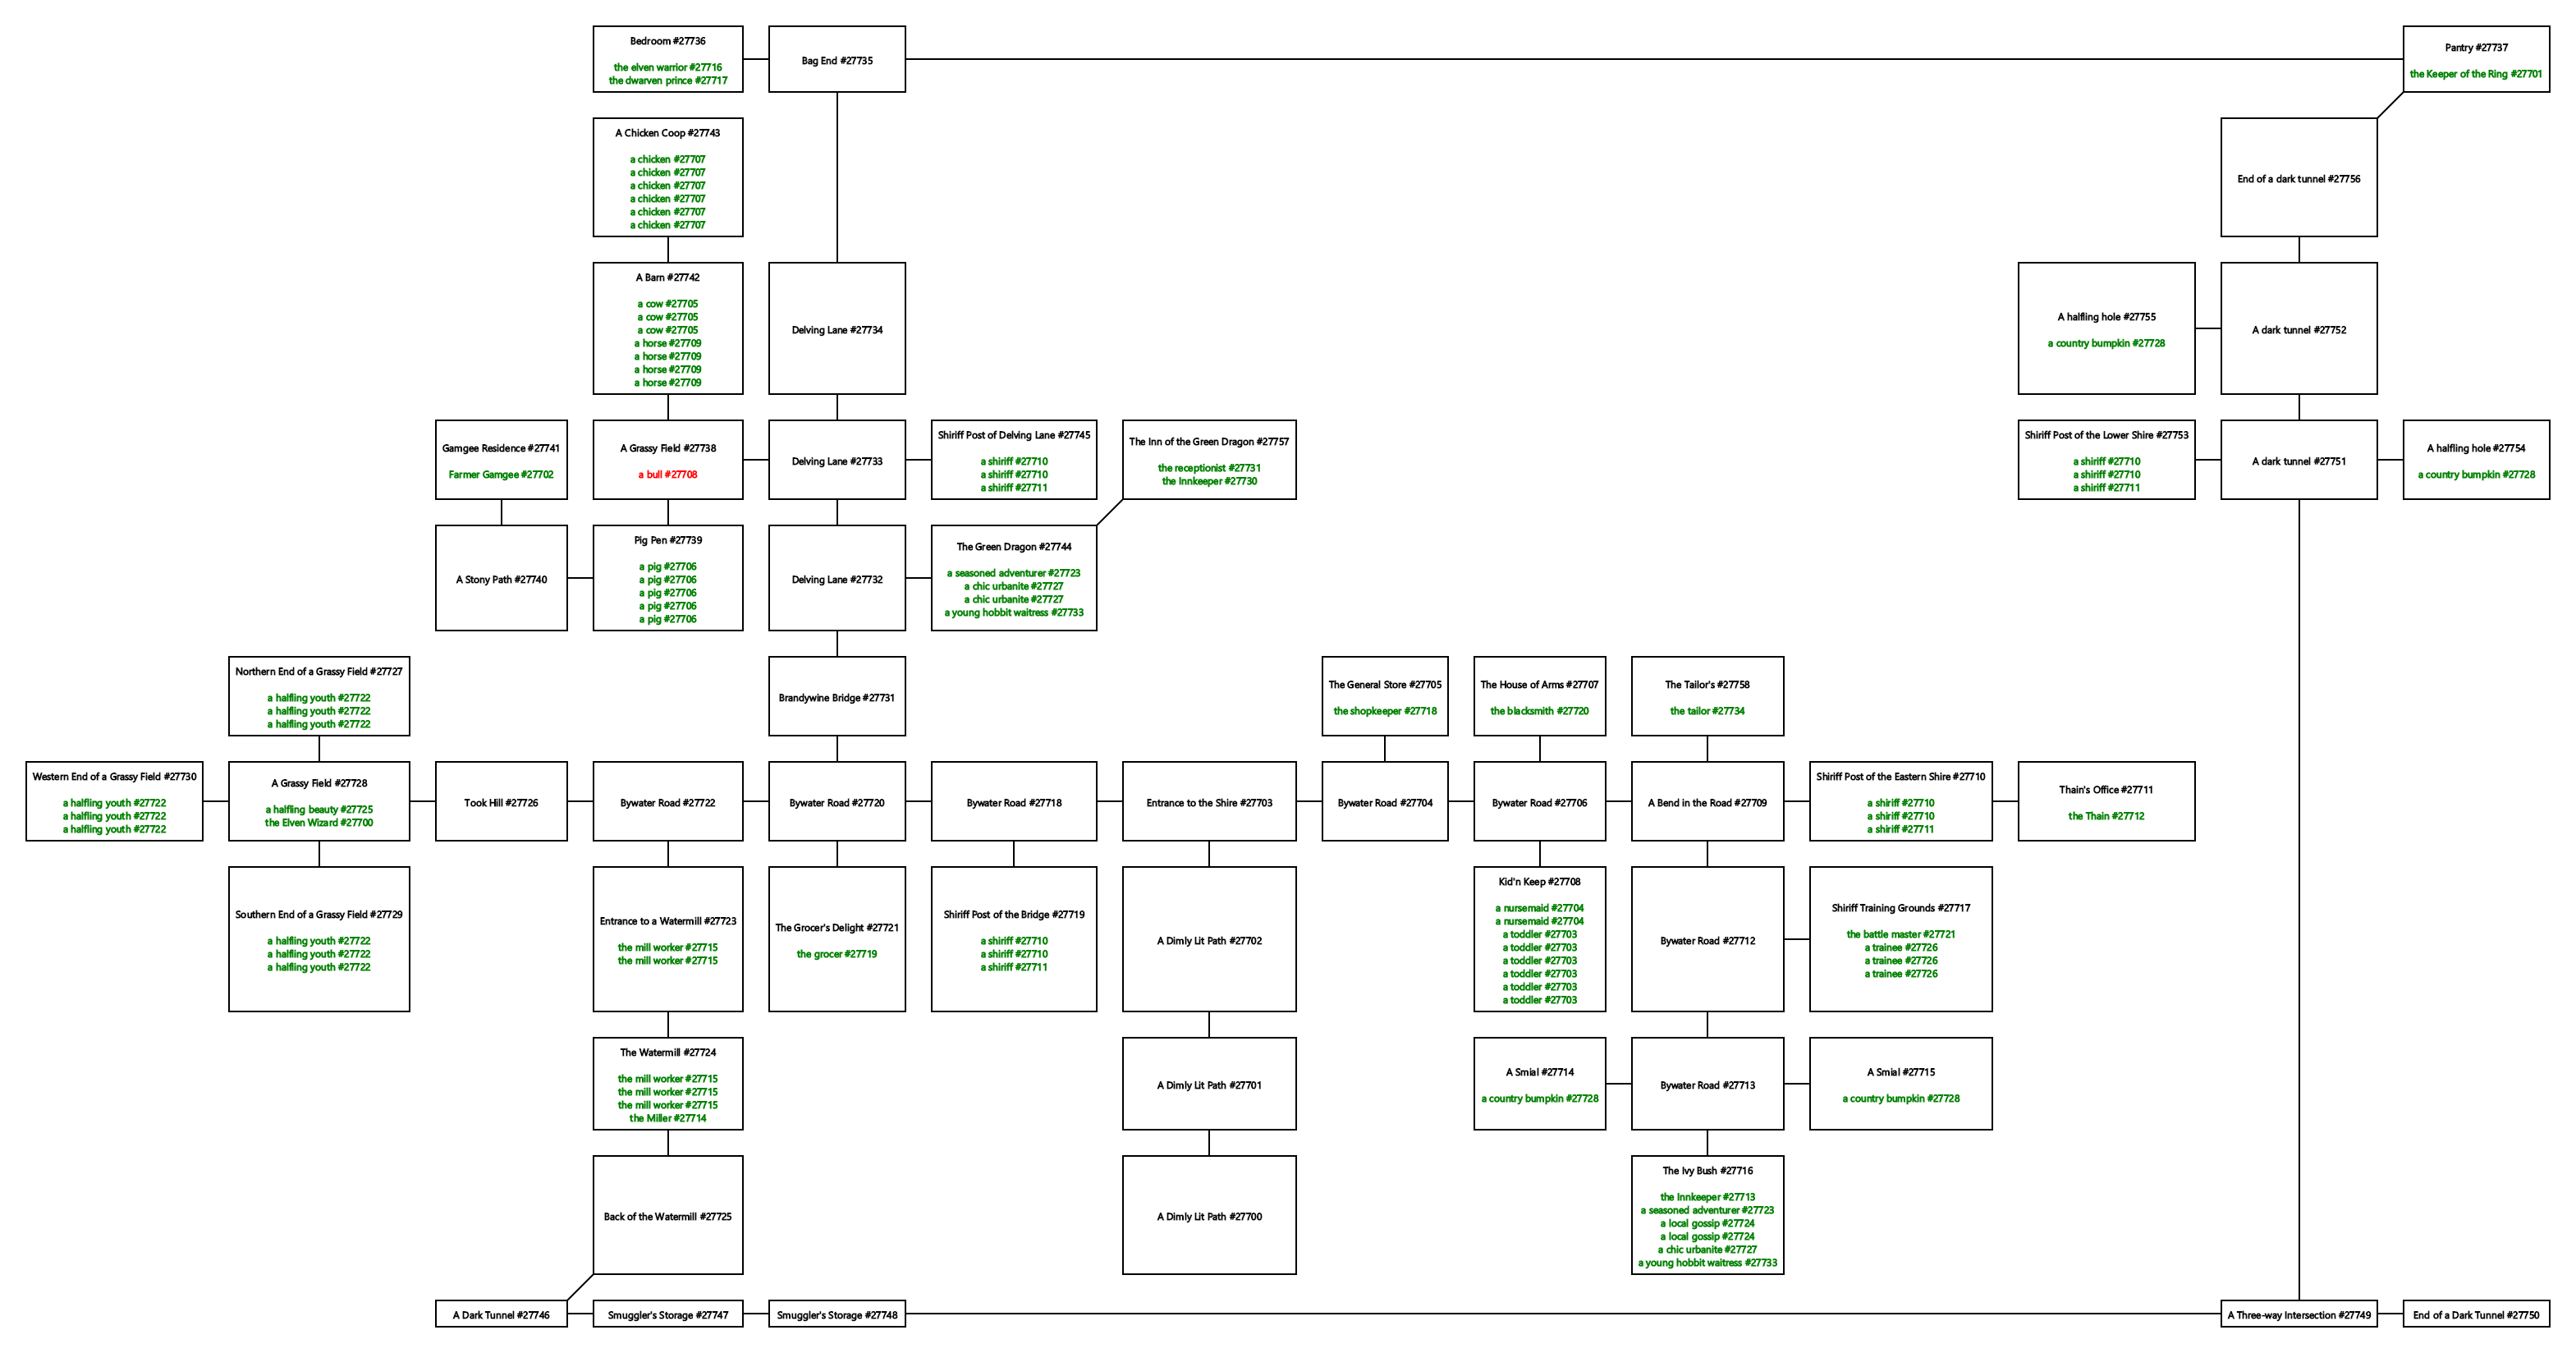 Bedroom #27736
the elven warrior #27716
the dwarven prince #27717
Bag End #27735
Pantry #27737
the Keeper of the Ring #27701
A Chicken Coop #27743
a chicken #27707
a chicken #27707
a chicken #27707
a chicken #27707
a chicken #27707
a chicken #27707
End of a dark tunnel #27756
A Barn #27742
a cow #27705
a cow #27705
a cow #27705
a horse #27709
a horse #27709
a horse #27709
a horse #27709
Delving Lane #27734
A halfling hole #27755
a country bumpkin #27728
A dark tunnel #27752
Gamgee Residence #27741
Farmer Gamgee #27702
A Grassy Field #27738
a bull #27708
Delving Lane #27733
Shiriff Post of Delving Lane #27745
a shiriff #27710
a shiriff #27710
a shiriff #27711
The Inn of the Green Dragon #27757
the receptionist #27731
the Innkeeper #27730
Shiriff Post of the Lower Shire #27753
a shiriff #27710
a shiriff #27710
a shiriff #27711
A dark tunnel #27751
A halfling hole #27754
a country bumpkin #27728
A Stony Path #27740
Pig Pen #27739
a pig #27706
a pig #27706
a pig #27706
a pig #27706
a pig #27706
Delving Lane #27732
The Green Dragon #27744
a seasoned adventurer #27723
a chic urbanite #27727
a chic urbanite #27727
a young hobbit waitress #27733
Northern End of a Grassy Field #27727
a halfling youth #27722
a halfling youth #27722
a halfling youth #27722
Brandywine Bridge #27731
The General Store #27705
the shopkeeper #27718
The House of Arms #27707
the blacksmith #27720
The Tailor's #27758
the tailor #27734
Western End of a Grassy Field #27730
a halfling youth #27722
a halfling youth #27722
a halfling youth #27722
A Grassy Field #27728
a halfling beauty #27725
the Elven Wizard #27700
Took Hill #27726
Bywater Road #27722
Bywater Road #27720
Bywater Road #27718
Entrance to the Shire #27703
Bywater Road #27704
Bywater Road #27706
A Bend in the Road #27709
Shiriff Post of the Eastern Shire #27710
a shiriff #27710
a shiriff #27710
a shiriff #27711
Thain's Office #27711
the Thain #27712
Southern End of a Grassy Field #27729
a halfling youth #27722
a halfling youth #27722
a halfling youth #27722
Entrance to a Watermill #27723
the mill worker #27715
the mill worker #27715
The Grocer's Delight #27721
the grocer #27719
Shiriff Post of the Bridge #27719
a shiriff #27710
a shiriff #27710
a shiriff #27711
A Dimly Lit Path #27702
Kid'n Keep #27708
a nursemaid #27704
a nursemaid #27704
a toddler #27703
a toddler #27703
a toddler #27703
a toddler #27703
a toddler #27703
a toddler #27703
Bywater Road #27712
Shiriff Training Grounds #27717
the battle master #27721
a trainee #27726
a trainee #27726
a trainee #27726
The Watermill #27724
the mill worker #27715
the mill worker #27715
the mill worker #27715
the Miller #27714
A Dimly Lit Path #27701
A Smial #27714
a country bumpkin #27728
Bywater Road #27713
A Smial #27715
a country bumpkin #27728
Back of the Watermill #27725
A Dimly Lit Path #27700
The Ivy Bush #27716
the Innkeeper #27713
a seasoned adventurer #27723
a local gossip #27724
a local gossip #27724
a chic urbanite #27727
a young hobbit waitress #27733
A Dark Tunnel #27746
Smuggler's Storage #27747
Smuggler's Storage #27748
A Three-way Intersection #27749
End of a Dark Tunnel #27750